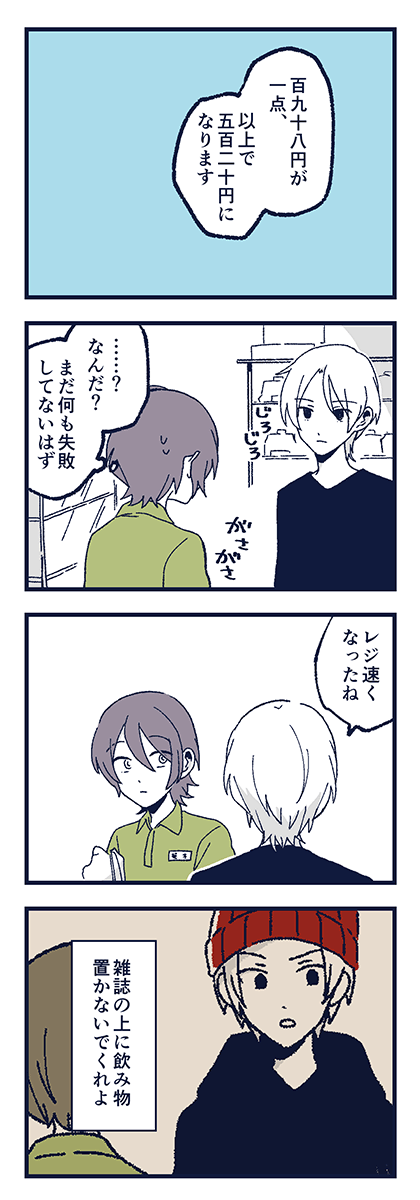 百九十八円が
一点、
以上で
五百二十円に
なります
……？
なんだ？
まだ何も失敗
してないはず
じろ
じろ
がさ
がさ
レジ速く
なったね
雑誌の上に飲み物
置かないでくれよ